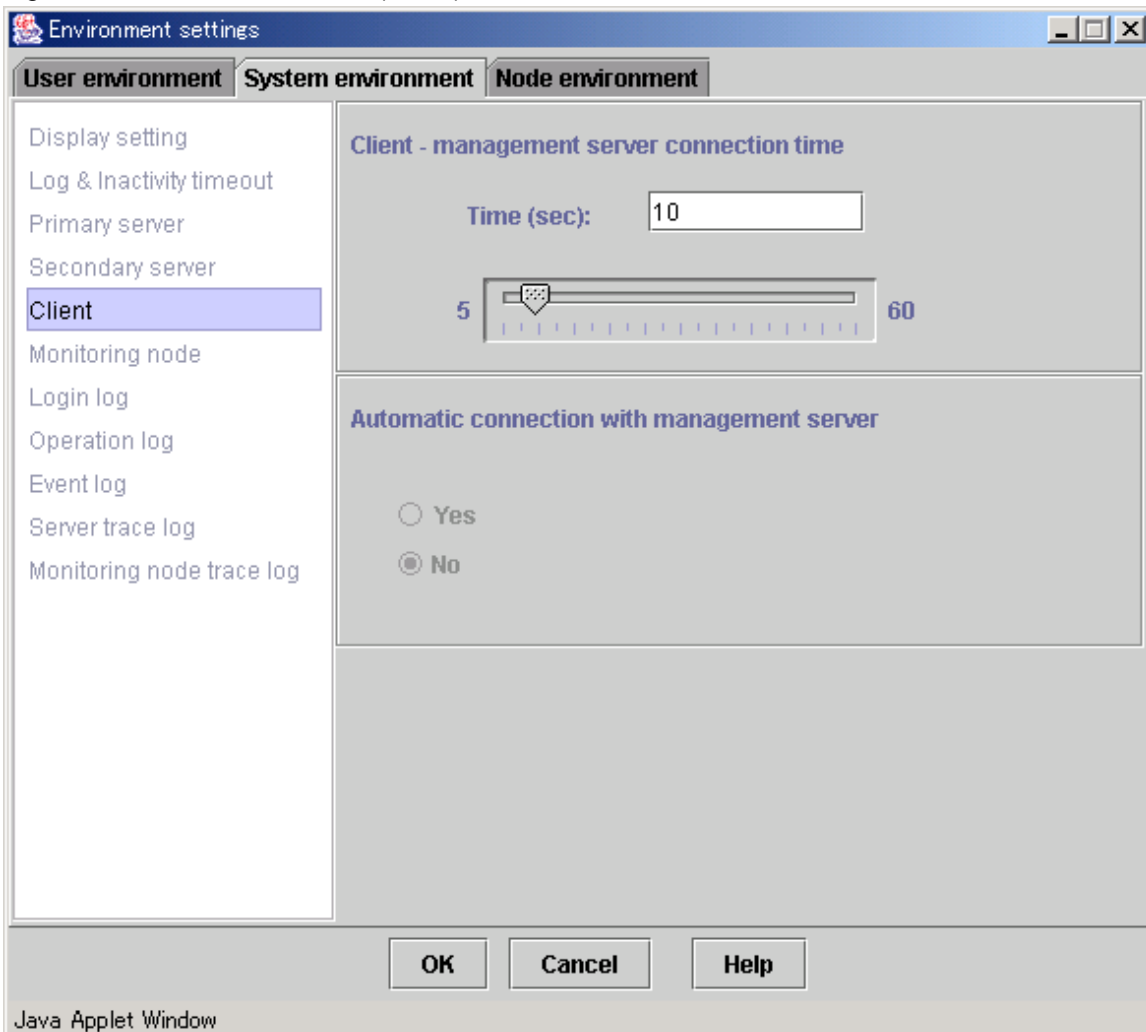 Environment settings
User environment System environment Node environment
Display setting
Log & Inactivity timeout
Primary server
Secondary server
Client
Monitoring node
Login log
Operation log
Event log
Server trace log
Monitoring node trace log
Client - management server connection time
Time (sec): 10
5 60
Automatic connection with management server
Yes
No
OK Cancel Help
Java Applet Window